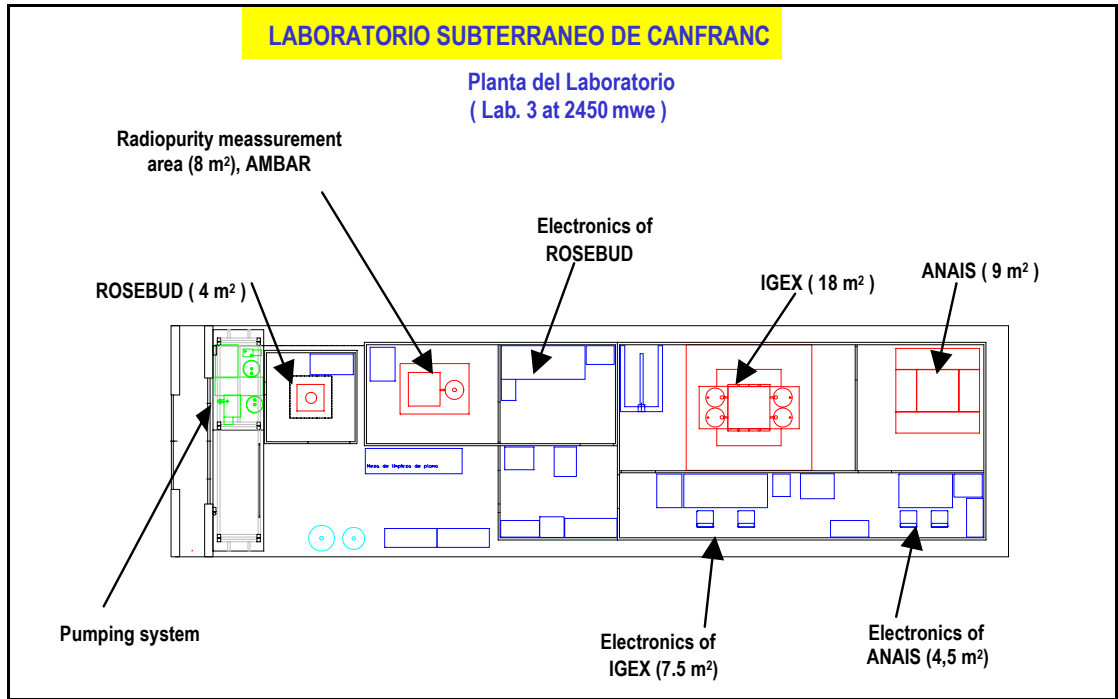 LABORATORIO SUBTERRANEO DE CANFRANC
Planta del Laboratorio
( Lab. 3 at 2450 mwe )
Radiopurity meassurement
area (8 m²), AMBAR
Electronics of
ROSEBUD
ROSEBUD ( 4 m² )
IGEX ( 18 m² )
ANAIS ( 9 m² )
Mesa de limpieza de plomo
Pumping system
Electronics of
IGEX (7.5 m²)
Electronics of
ANAIS (4,5 m²)